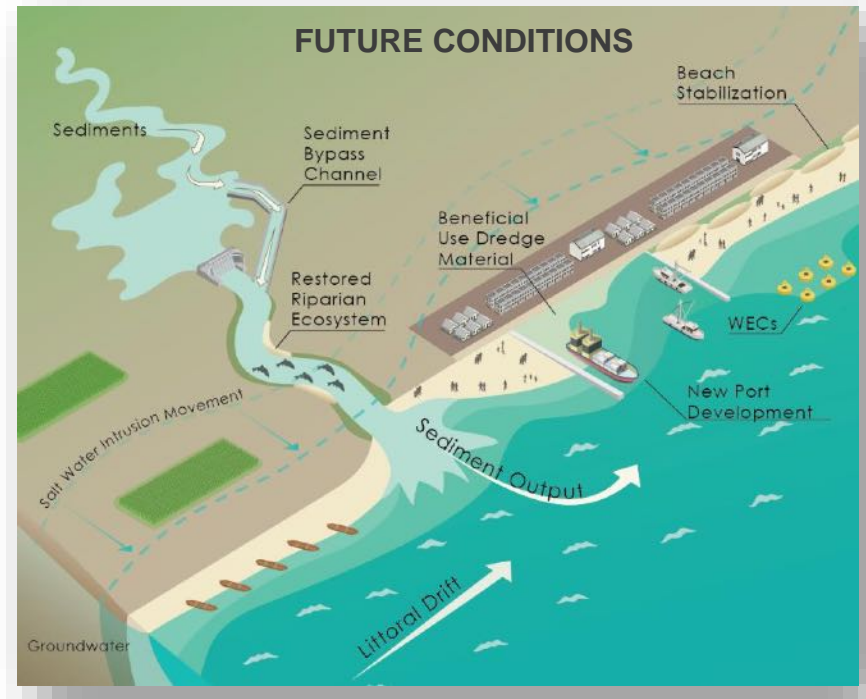 FUTURE CONDITIONS
Beach
Stabilization
Sediments
Sediment
Bypass
Channel
Beneficial
Use Dredge
Material
Restored
Riparian
Ecosystem
WECs
New Port
Development
Salt Water Intrusion Movement
Sediment Output
Littoral Drift
Groundwater